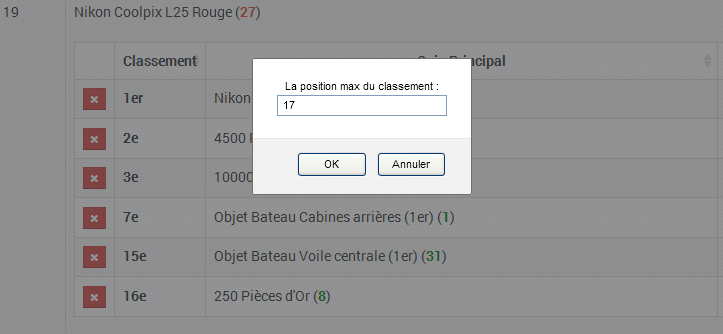 19
Nikon Coolpix L25 Rouge (27)
Classement
Principal
La position max du classement :
17
OK
Annuler
1er Nikon
2e 4500
3e 10000
7e Objet Bateau Cabines arrières (1er) (1)
15e Objet Bateau Voile centrale (1er) (31)
16e 250 Pièces d'Or (8)